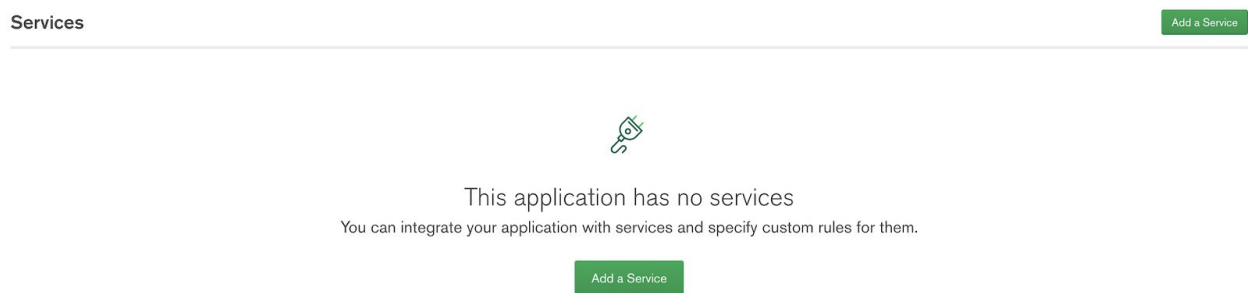 Services
Add a Service
This application has no services
You can integrate your application with services and specify custom rules for them.
Add a Service